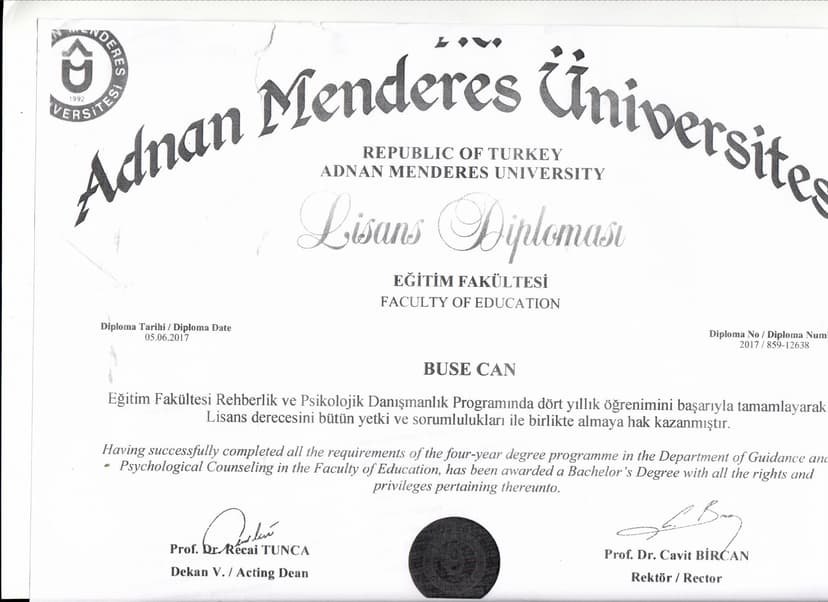 Adnan Menderes Üniversites
1992
REPUBLIC OF TURKEY
ADNAN MENDERES UNIVERSITY
Lisans Diploması
EĞİTİM FAKÜLTESİ
FACULTY OF EDUCATION
Diploma Tarihi / Diploma Date
05.06.2017
Diploma No / Diploma Num
2017 / 859-12638
BUSE CAN
Eğitim Fakültesi Rehberlik ve Psikolojik Danışmanlık Programında dört yıllık öğrenimini başarıyla tamamlayarak
Lisans derecesini bütün yetki ve sorumlulukları ile birlikte almaya hak kazanmıştır.
Having successfully completed all the requirements of the four-year degree programme in the Department of Guidance and
Psychological Counseling in the Faculty of Education, has been awarded a Bachelor's Degree with all the rights and
privileges pertaining thereunto.
Prof. Dr. Recai TUNCA
Dekan V. / Acting Dean
Prof. Dr. Cavit BİRCAN
Rektör / Rector